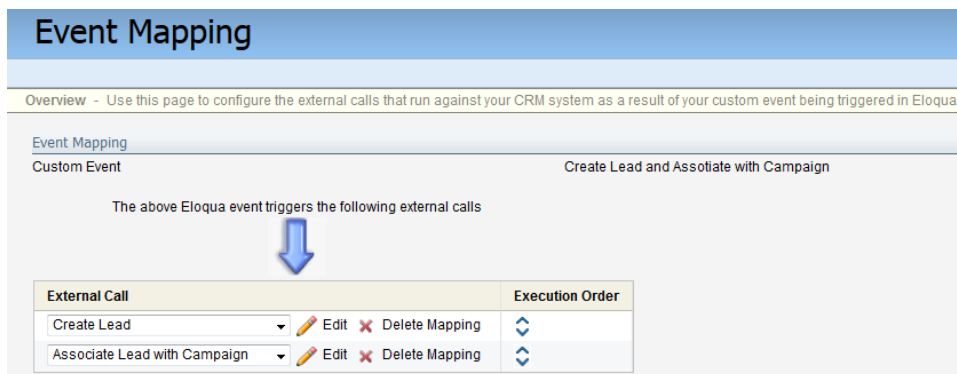 Event Mapping
Overview - Use this page to configure the external calls that run against your CRM system as a result of your custom event being triggered in Eloqua
Event Mapping
Custom Event Create Lead and Assotiate with Campaign
The above Eloqua event triggers the following external calls
External Call Execution Order
Create Lead Edit Delete Mapping
Associate Lead with Campaign Edit Delete Mapping